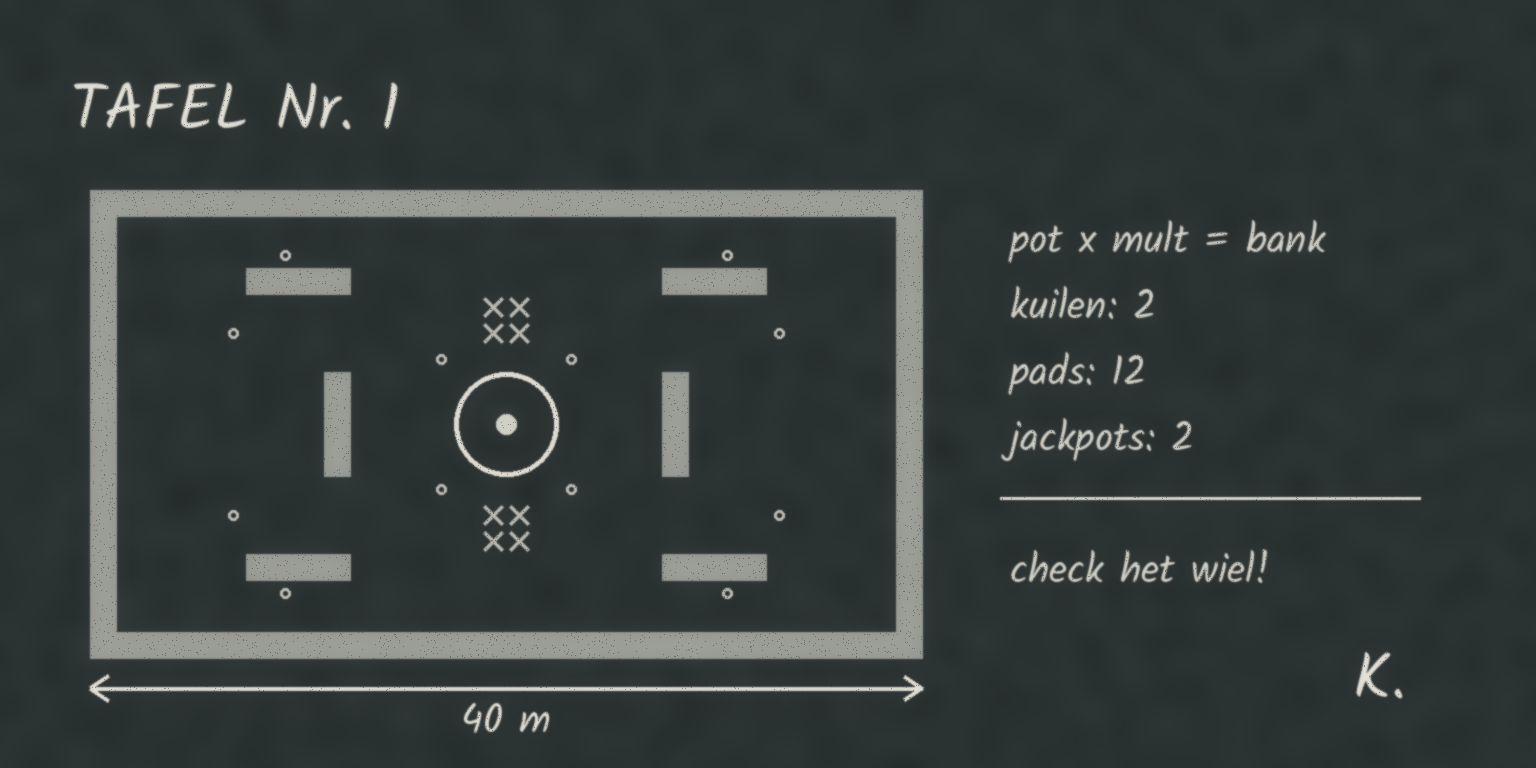 TAFEL Nr. 1
pot x mult = bank
kuilen: 2
pads: 12
jackpots: 2
check het wiel!
K.
40 m